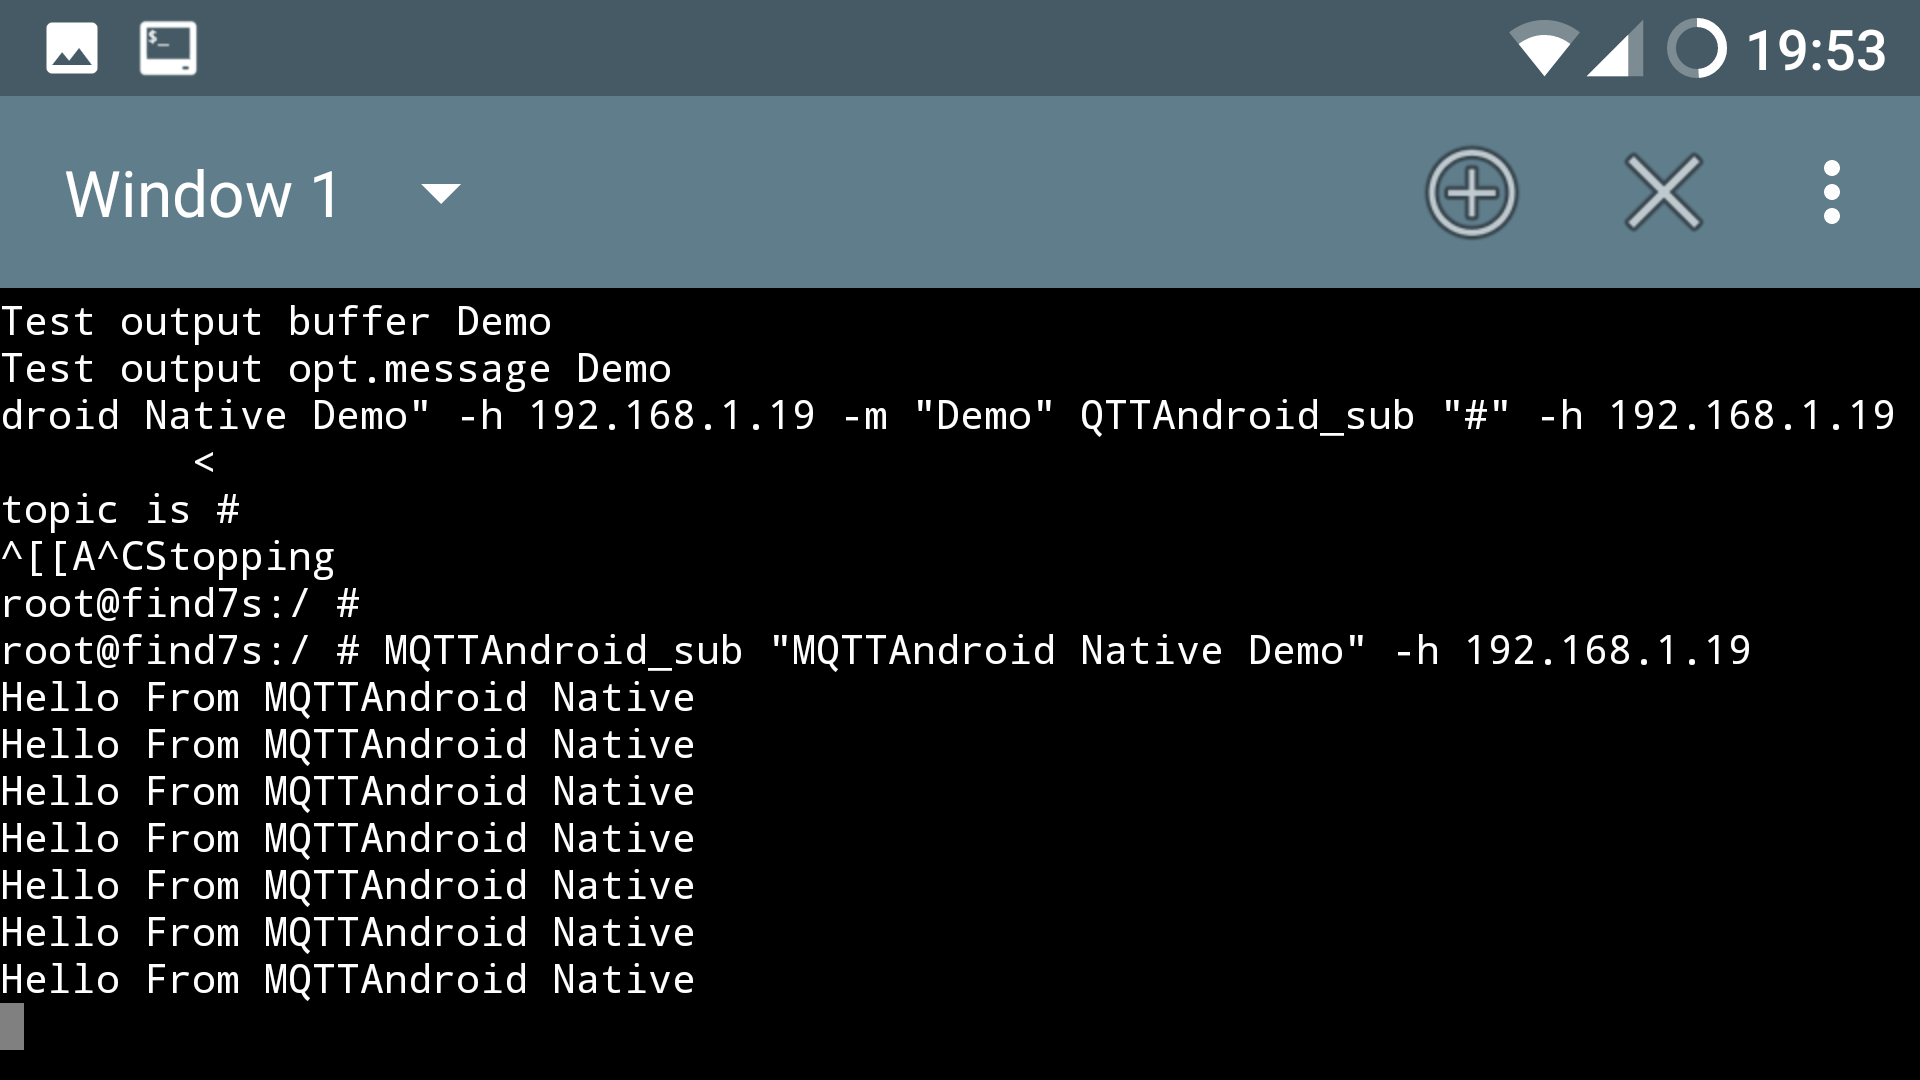 $_
19:53
Window 1
Test output buffer Demo
Test output opt.message Demo
droid Native Demo" -h 192.168.1.19 -m "Demo" QTTAndroid_sub "#" -h 192.168.1.19
<
topic is #
^[[A^CStopping
root@find7s:/ #
root@find7s:/ # MQTTAndroid_sub "MQTTAndroid Native Demo" -h 192.168.1.19
Hello From MQTTAndroid Native
Hello From MQTTAndroid Native
Hello From MQTTAndroid Native
Hello From MQTTAndroid Native
Hello From MQTTAndroid Native
Hello From MQTTAndroid Native
Hello From MQTTAndroid Native